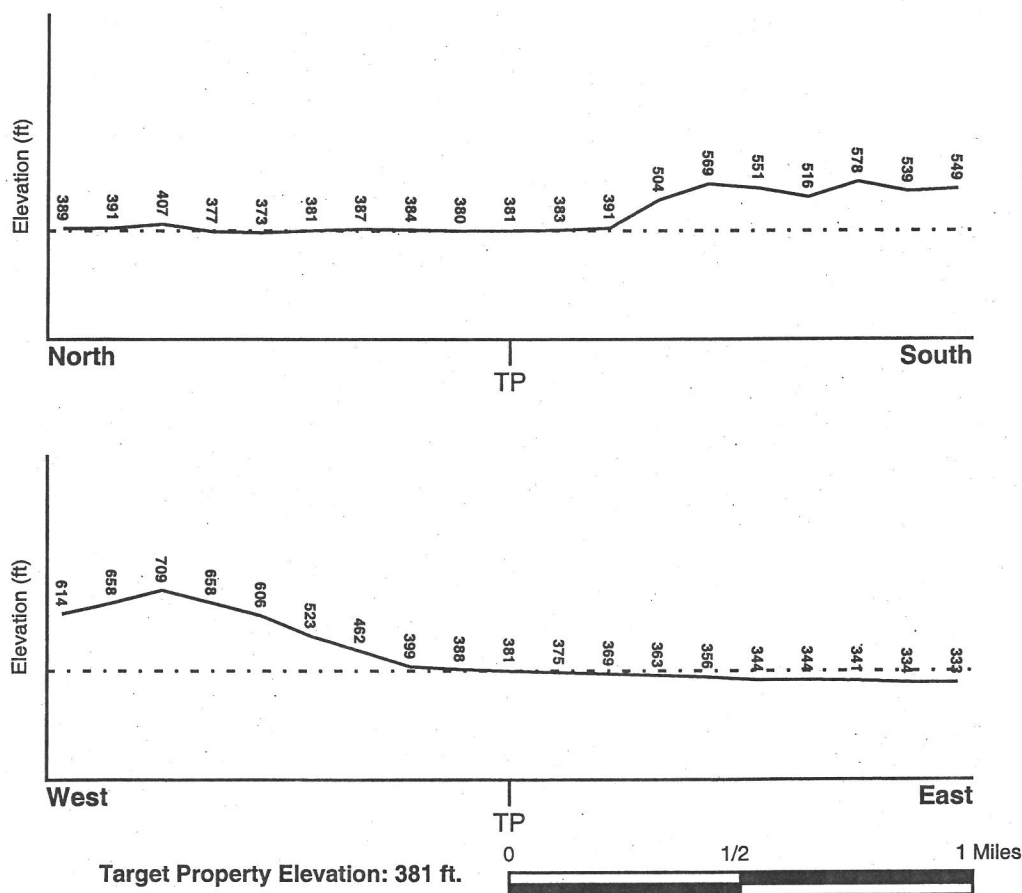 Elevation (ft)
389 391 407 377 373 381 387 384 380 381 383 391 504 569 551 516 578 539 549
North South
TP
Elevation (ft)
614 658 709 658 606 523 462 399 388 381 375 369 363 356 344 344 341 334 333
West East
TP
Target Property Elevation: 381 ft.
0 1/2 1 Miles